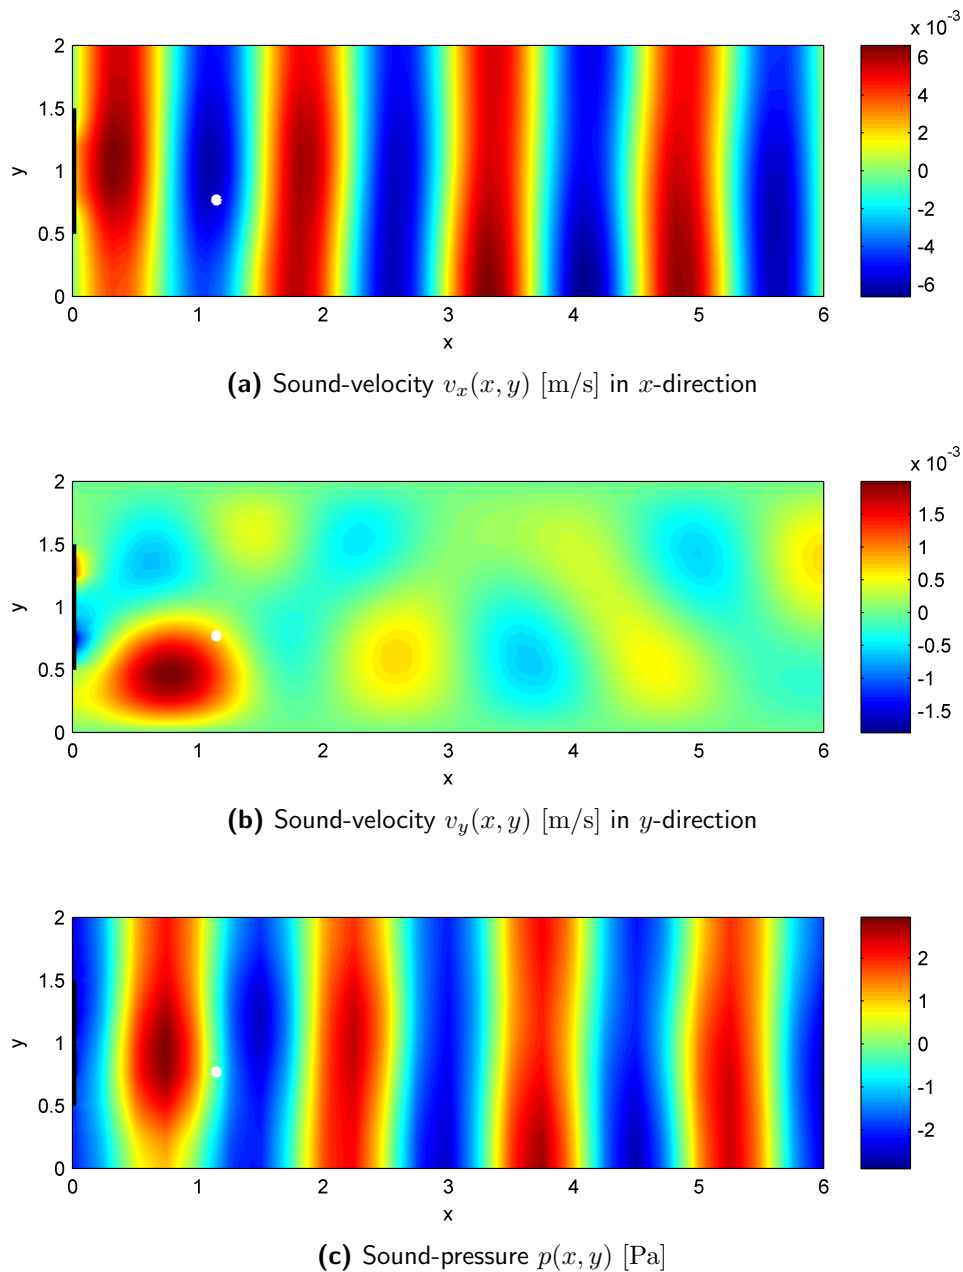 x 10⁻³
2
1.5
1
0.5
0
y
0 1 2 3 4 5 6
x
6
4
2
0
-2
-4
-6
(a) Sound-velocity vₓ(x, y) [m/s] in x-direction
x 10⁻³
2
1.5
1
0.5
0
y
0 1 2 3 4 5 6
x
1.5
1
0.5
0
-0.5
-1
-1.5
(b) Sound-velocity v_y(x, y) [m/s] in y-direction
2
1.5
1
0.5
0
y
0 1 2 3 4 5 6
x
2
1
0
-1
-2
(c) Sound-pressure p(x, y) [Pa]